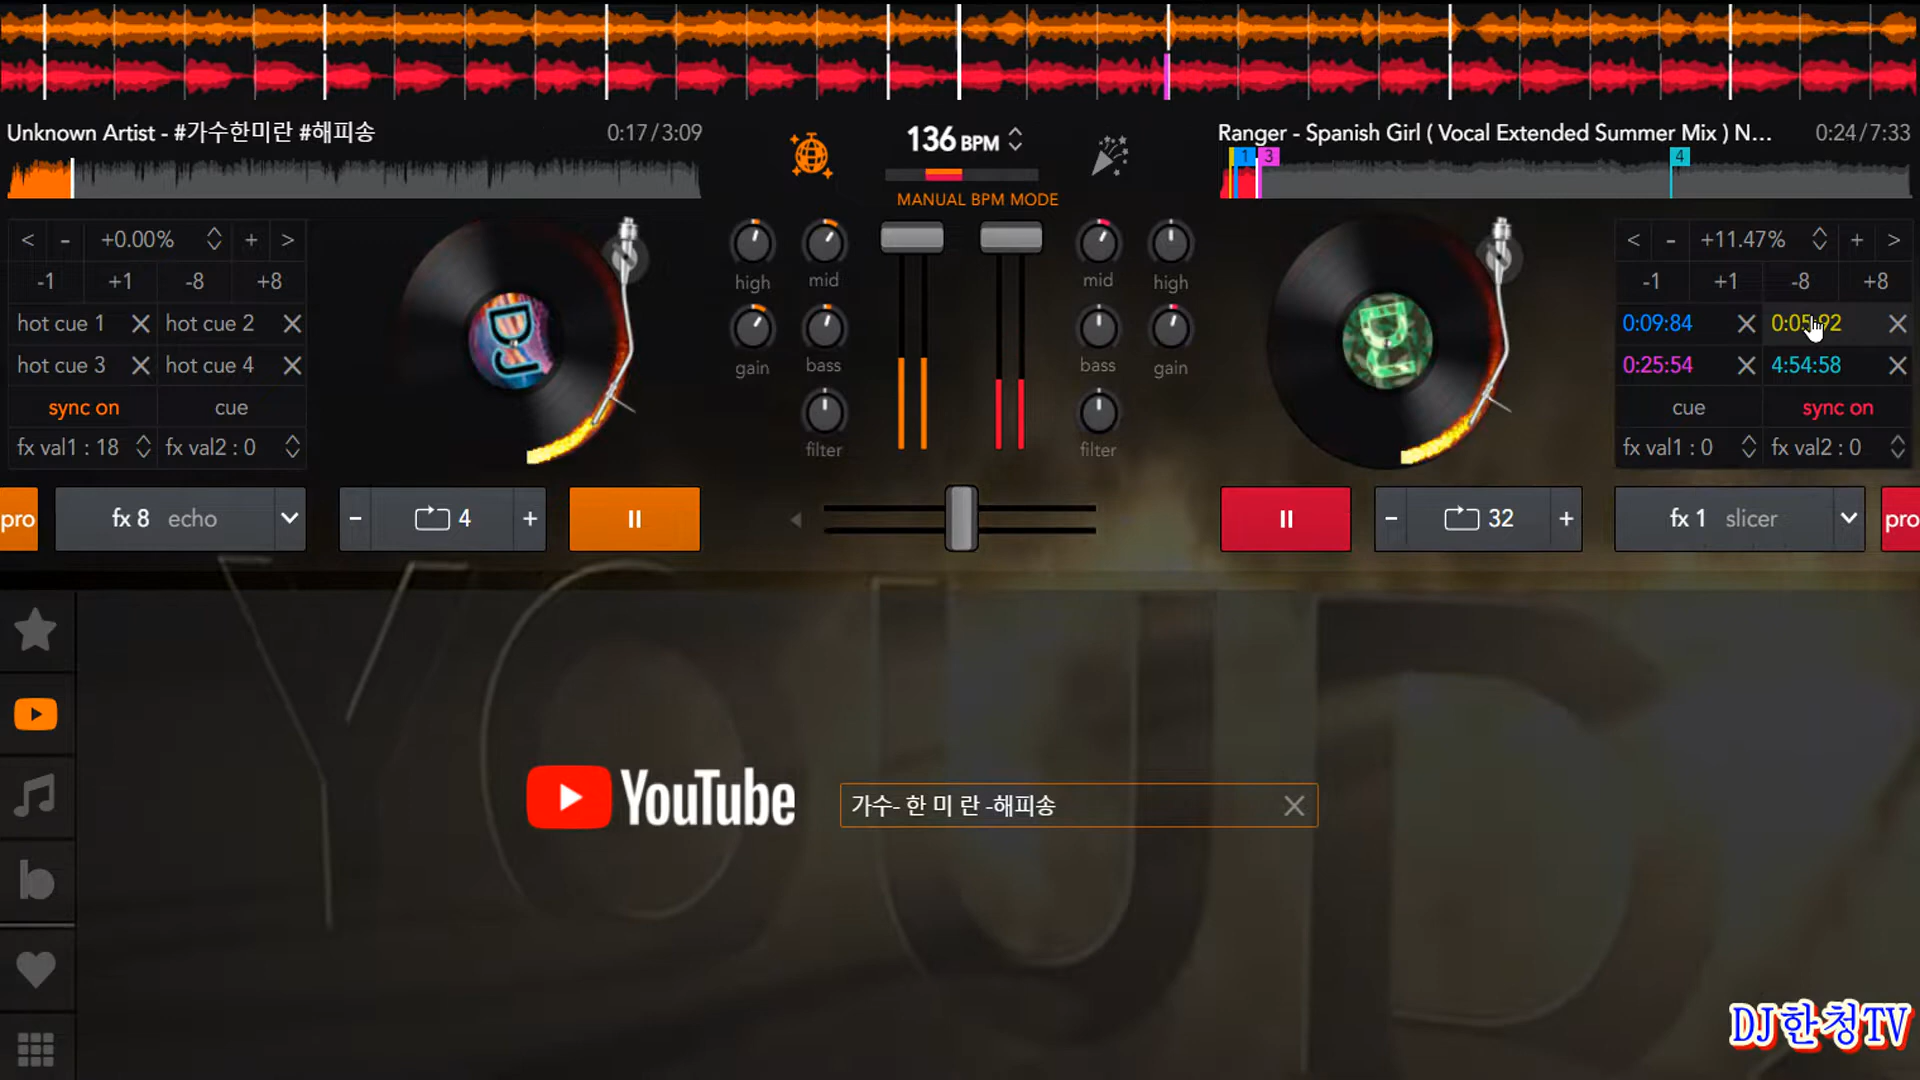 Unknown Artist - #가수한미란 #해피송
0:17/3:09
136 BPM
MANUAL BPM MODE
Ranger - Spanish Girl ( Vocal Extended Summer Mix ) N...
0:24/7:33
1
3
4
< - +0.00% + >
-1 +1 -8 +8
hot cue 1
hot cue 2
hot cue 3
hot cue 4
sync on
cue
fx val1 : 18
fx val2 : 0
high
mid
gain
bass
filter
mid
high
bass
gain
filter
< - +11.47% + >
-1 +1 -8 +8
0:09:84
0:05:92
0:25:54
4:54:58
cue
sync on
fx val1 : 0
fx val2 : 0
DJ
DJ
pro
fx 8 echo
- 4 +
- 32 +
fx 1 slicer
pro
YOU D
YouTube
가수- 한 미 란 -해피송
DJ한청TV